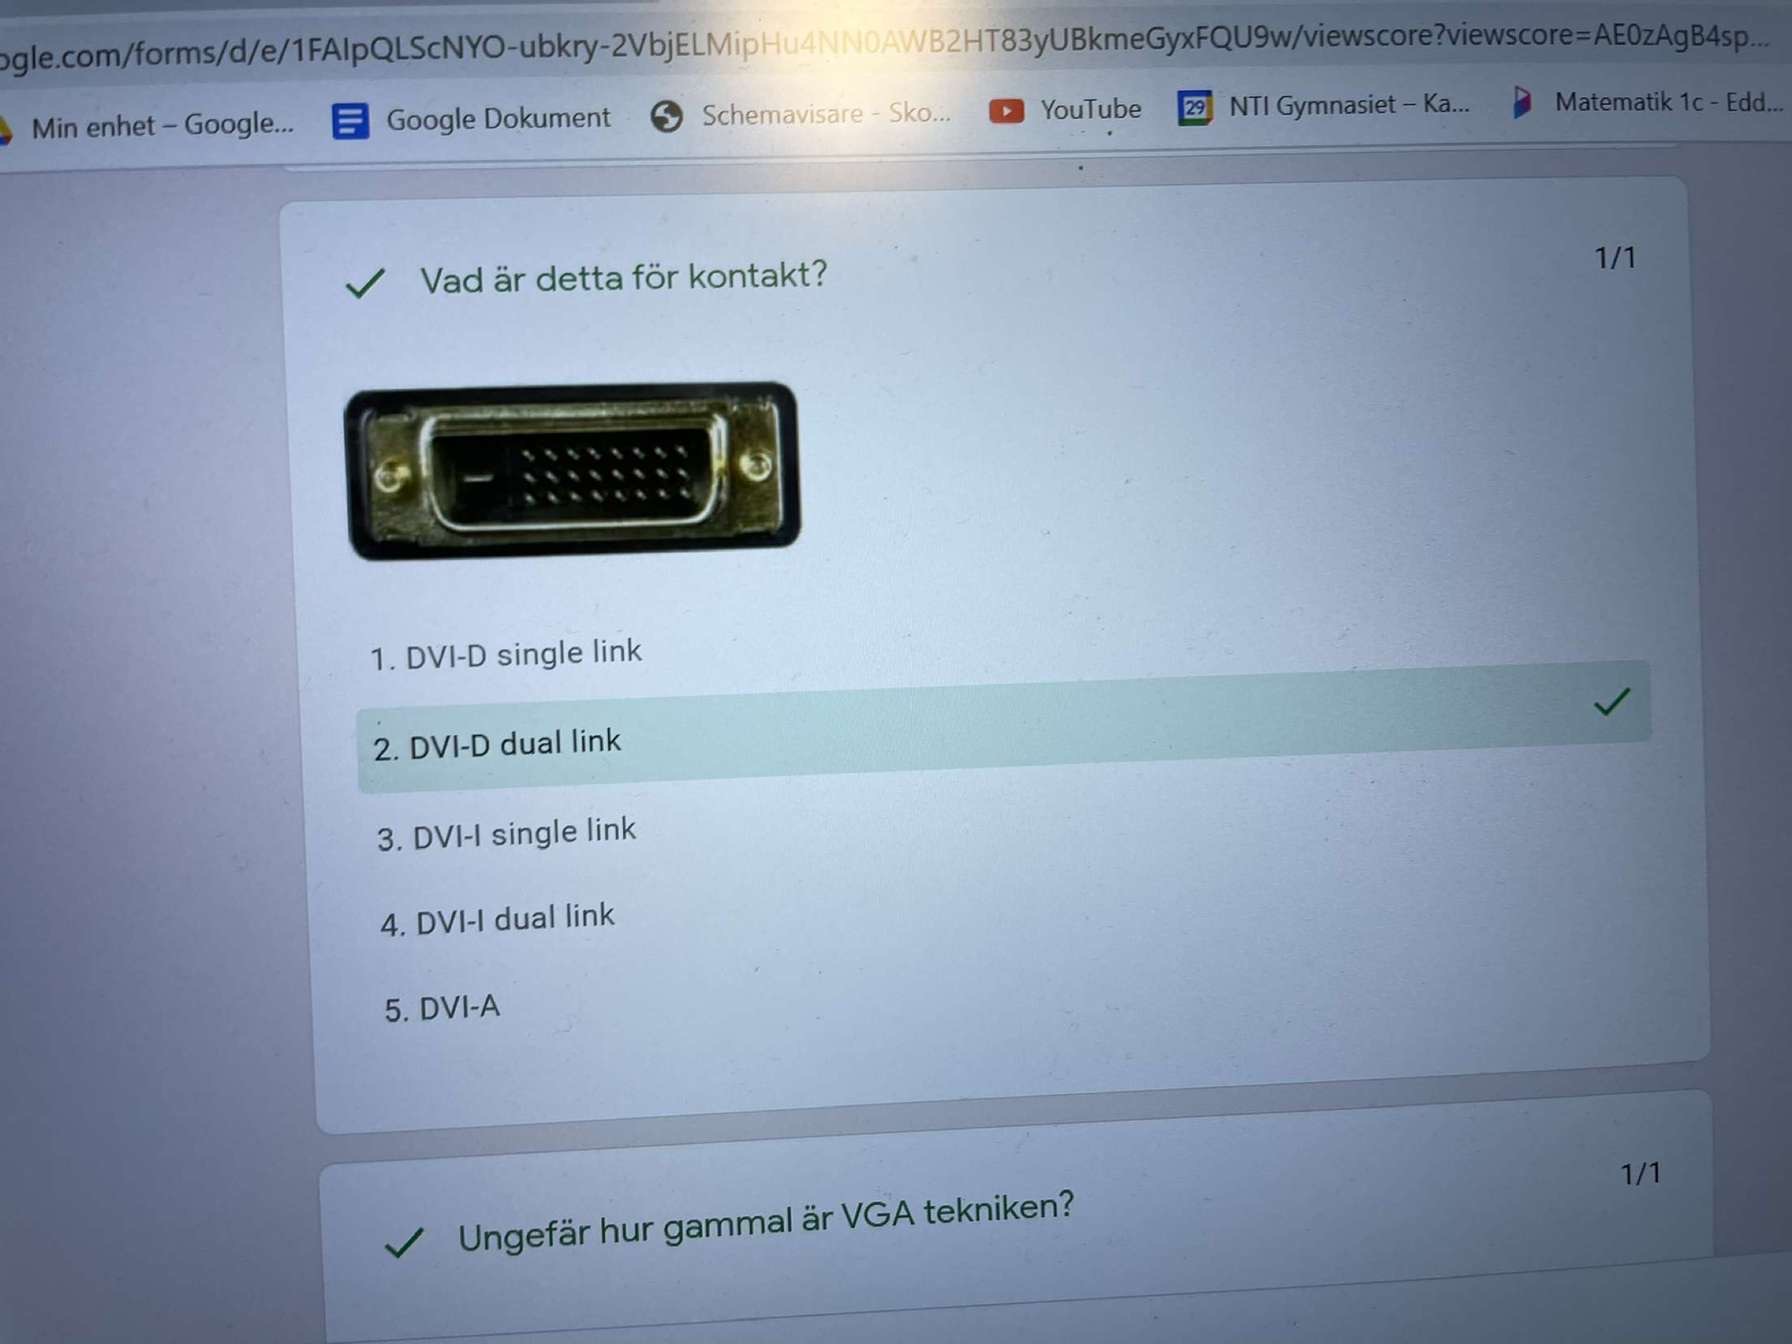 ogle.com/forms/d/e/1FAIpQLScNYO-ubkry-2VbjELMipHu4NN0AWB2HT83yUBkmeGyxFQU9w/viewscore?viewscore=AE0zAgB4sp...
Min enhet – Google... Google Dokument Schemavisare - Sko... YouTube 29 NTI Gymnasiet – Ka... Matematik 1c - Edd...
Vad är detta för kontakt? 1/1
1. DVI-D single link
2. DVI-D dual link
3. DVI-I single link
4. DVI-I dual link
5. DVI-A
Ungefär hur gammal är VGA tekniken? 1/1